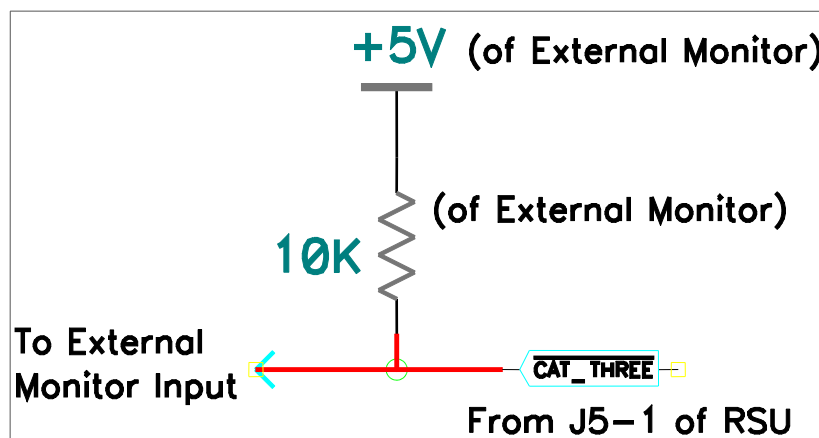 +5V (of External Monitor)
(of External Monitor)
10K
To External
Monitor Input
CAT_THREE
From J5-1 of RSU